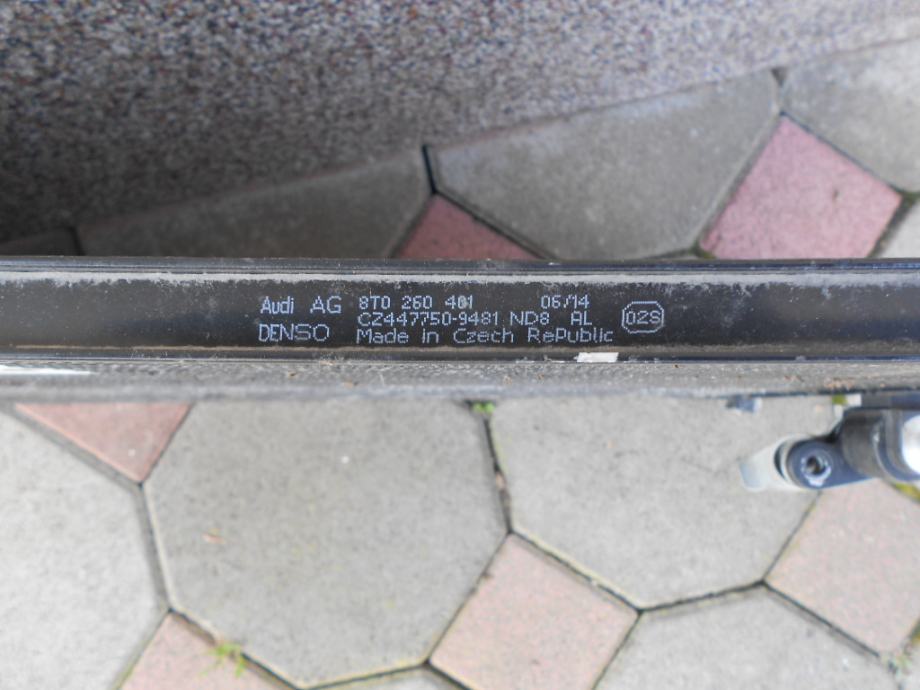 Audi AG 8T0 260 401 06/14
DENSO CZ447750-9481 ND8 AL
Made in Czech RePublic
02S